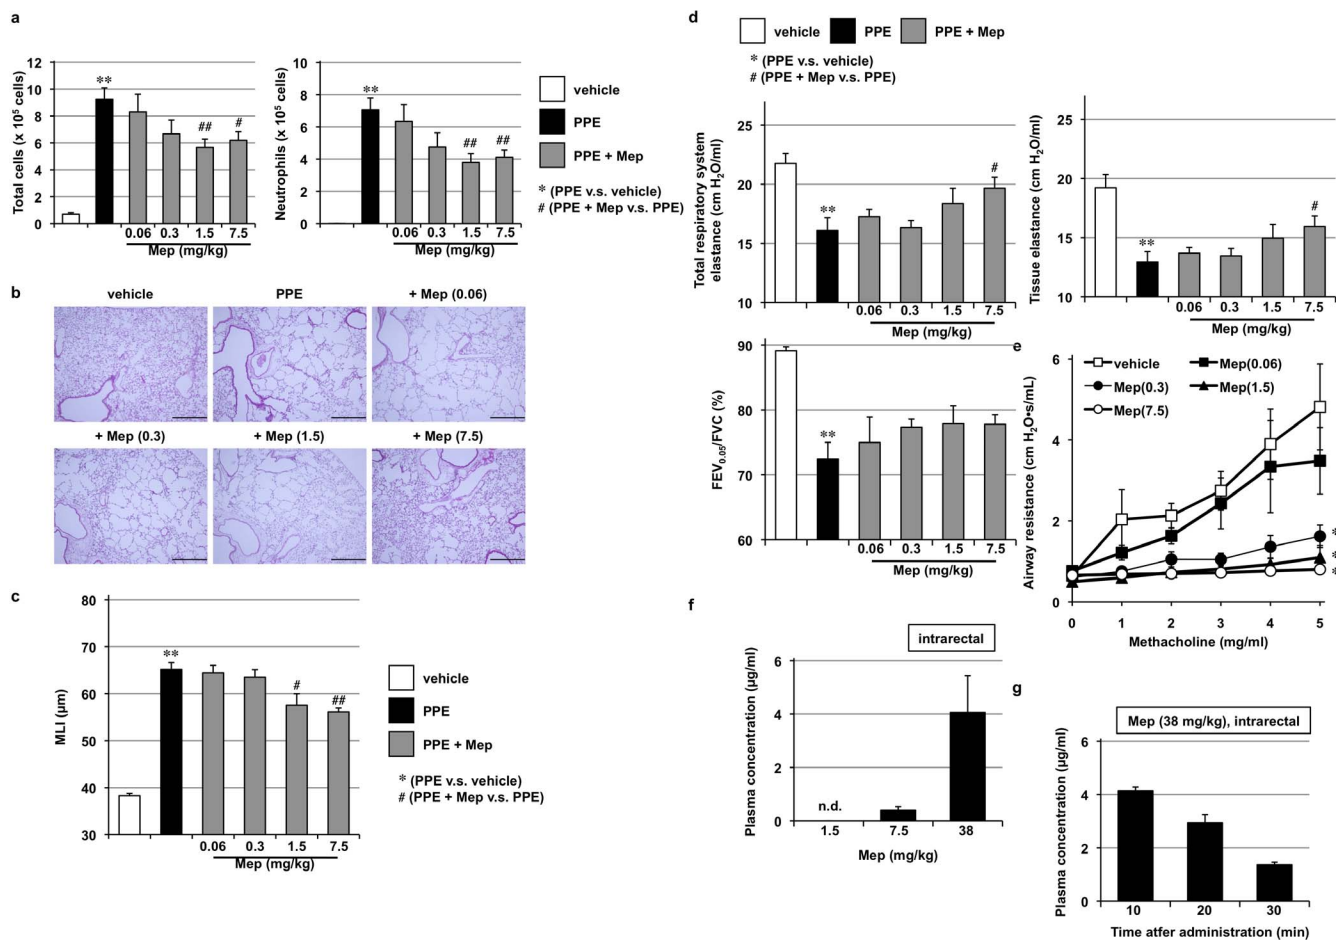 a
Total cells (x 10⁵ cells)
12
10
8
6
4
2
0
**
##
#
0.06 0.3 1.5 7.5
Mep (mg/kg)
Neutrophils (x 10⁵ cells)
10
8
6
4
2
0
**
##
##
0.06 0.3 1.5 7.5
Mep (mg/kg)
vehicle
PPE
PPE + Mep
* (PPE v.s. vehicle)
# (PPE + Mep v.s. PPE)
b
vehicle PPE + Mep (0.06)
+ Mep (0.3) + Mep (1.5) + Mep (7.5)
c
MLI (µm)
80
70
60
50
40
30
**
#
##
0.06 0.3 1.5 7.5
Mep (mg/kg)
vehicle
PPE
PPE + Mep
* (PPE v.s. vehicle)
# (PPE + Mep v.s. PPE)
d
vehicle PPE PPE + Mep
* (PPE v.s. vehicle)
# (PPE + Mep v.s. PPE)
Total respiratory system
elastance (cm H₂O/ml)
25
20
15
10
**
#
0.06 0.3 1.5 7.5
Mep (mg/kg)
Tissue elastance (cm H₂O/ml)
25
20
15
10
**
#
0.06 0.3 1.5 7.5
Mep (mg/kg)
FEV₀.₀₅/FVC (%)
90
80
70
60
**
0.06 0.3 1.5 7.5
Mep (mg/kg)
e
Airway resistance (cm H₂O•s/mL)
6
4
2
0
vehicle Mep(0.06)
Mep(0.3) Mep(1.5)
Mep(7.5)
*
*
*
0 1 2 3 4 5
Methacholine (mg/ml)
f
intrarectal
Plasma concentration (µg/ml)
6
4
2
0
n.d.
1.5 7.5 38
Mep (mg/kg)
g
Mep (38 mg/kg), intrarectal
Plasma concentration (µg/ml)
6
4
2
0
10 20 30
Time atfer administration (min)